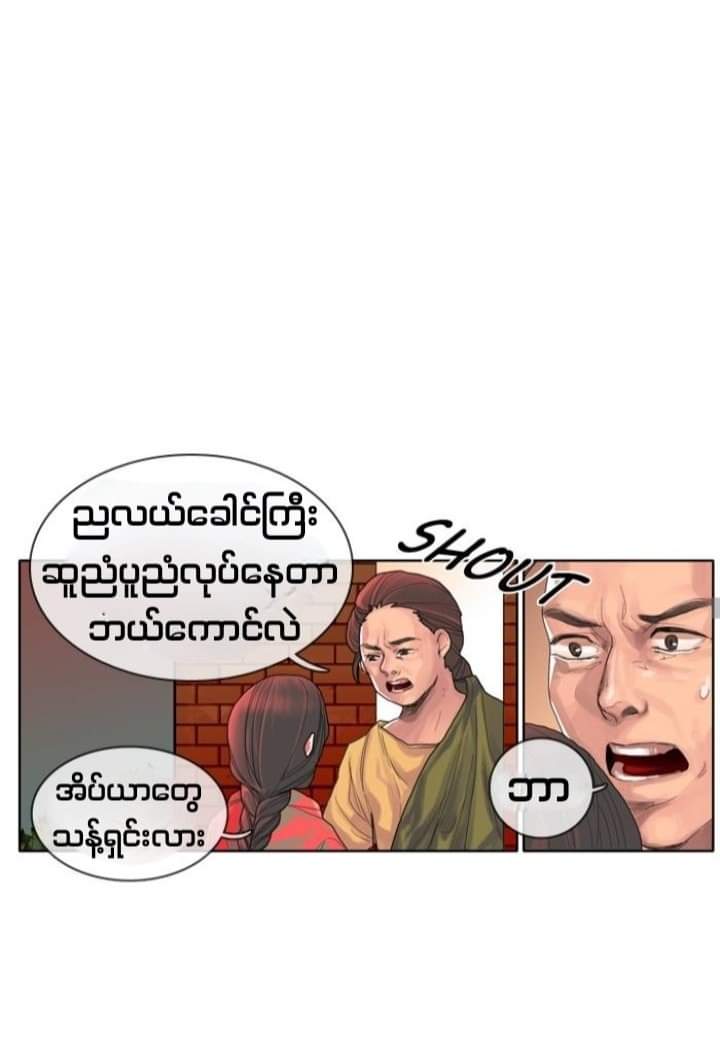 ညလယ်ခေါင်ကြီး
ဆူညံပူညံလုပ်နေတာ
ဘယ်ကောင်လဲ
SHOUT
အိပ်ယာတွေ
သန့်ရှင်းလား
ဘာ